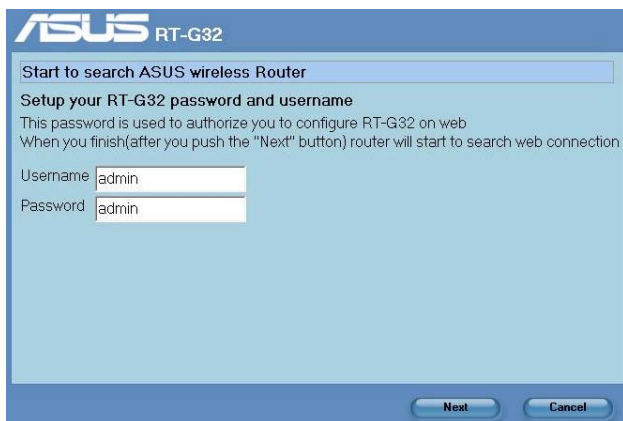 ASUS RT-G32
Start to search ASUS wireless Router
Setup your RT-G32 password and username
This password is used to authorize you to configure RT-G32 on web
When you finish(after you push the "Next" button) router will start to search web connection
Username admin
Password admin
Next Cancel